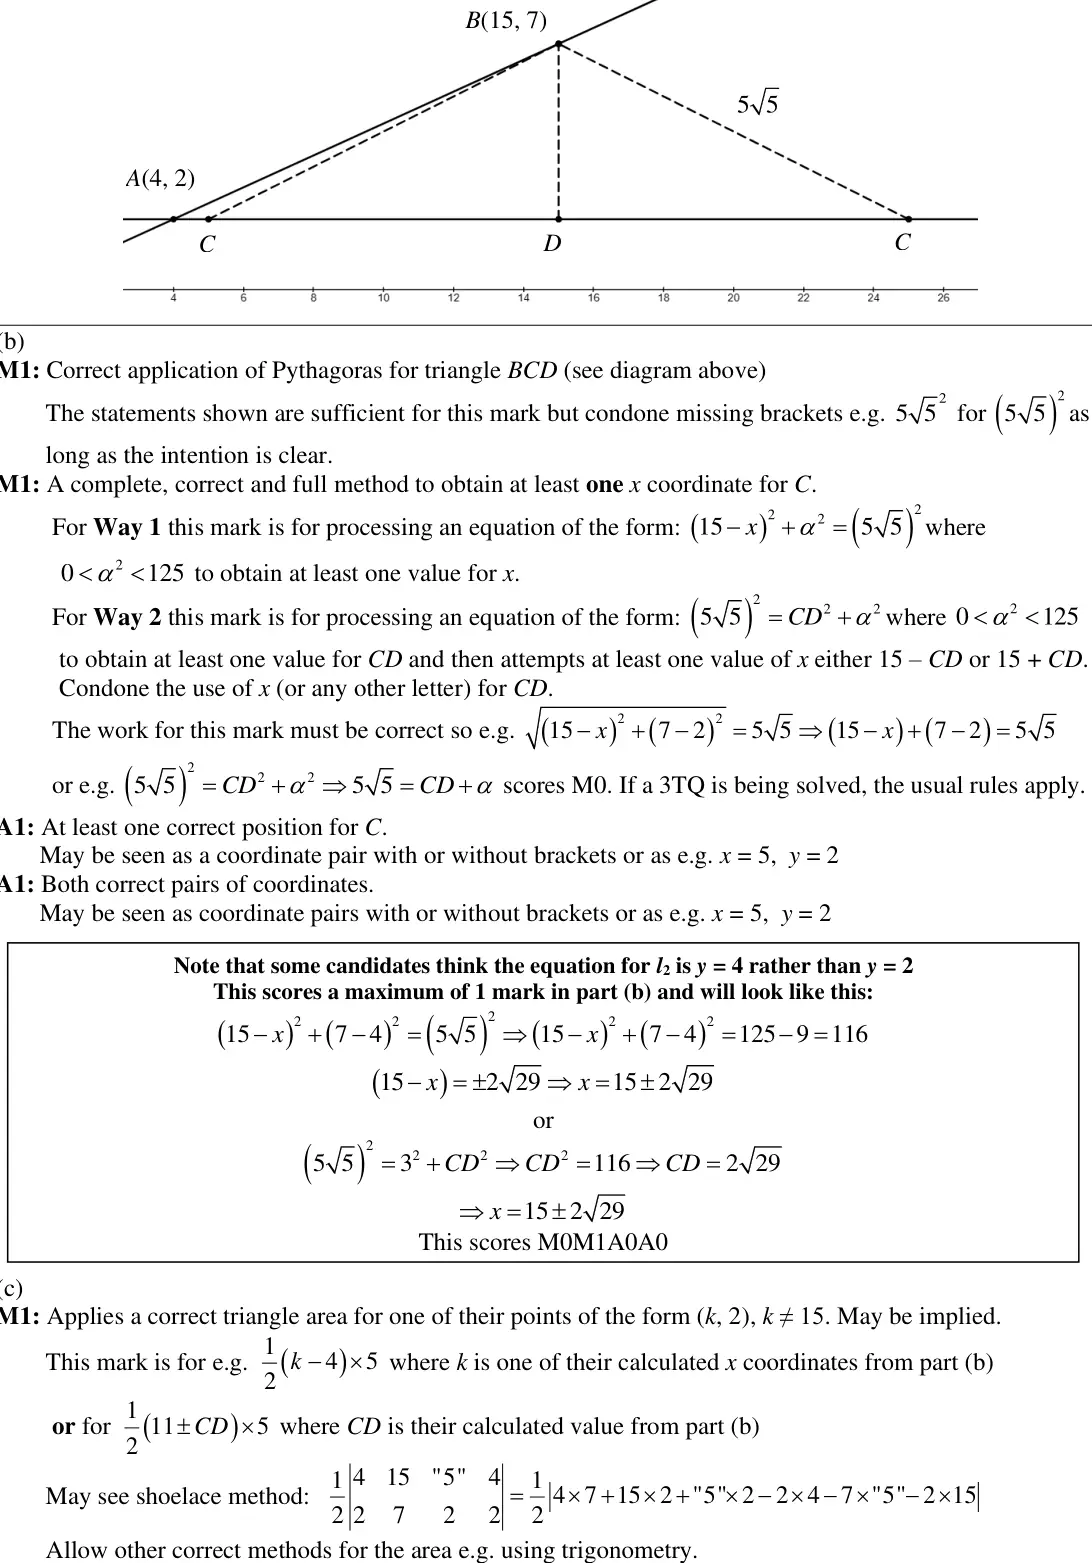 B(15, 7)
5√5
A(4, 2)
C
D
C
4 6 8 10 12 14 16 18 20 22 24 26
(b)
M1: Correct application of Pythagoras for triangle BCD (see diagram above)
The statements shown are sufficient for this mark but condone missing brackets e.g. 5√5² for (5√5)² as
long as the intention is clear.
M1: A complete, correct and full method to obtain at least one x coordinate for C.
For Way 1 this mark is for processing an equation of the form: (15 − x)² + α² = (5√5)² where
0 < α² < 125 to obtain at least one value for x.
For Way 2 this mark is for processing an equation of the form: (5√5)² = CD² + α² where 0 < α² < 125
to obtain at least one value for CD and then attempts at least one value of x either 15 – CD or 15 + CD.
Condone the use of x (or any other letter) for CD.
The work for this mark must be correct so e.g. √((15 − x)² + (7 − 2)²) = 5√5 ⇒ (15 − x) + (7 − 2) = 5√5
or e.g. (5√5)² = CD² + α² ⇒ 5√5 = CD + α scores M0. If a 3TQ is being solved, the usual rules apply.
A1: At least one correct position for C.
May be seen as a coordinate pair with or without brackets or as e.g. x = 5, y = 2
A1: Both correct pairs of coordinates.
May be seen as coordinate pairs with or without brackets or as e.g. x = 5, y = 2
Note that some candidates think the equation for l₂ is y = 4 rather than y = 2
This scores a maximum of 1 mark in part (b) and will look like this:
(15 − x)² + (7 − 4)² = (5√5)² ⇒ (15 − x)² + (7 − 4)² = 125 − 9 = 116
(15 − x) = ±2√29 ⇒ x = 15 ± 2√29
or
(5√5)² = 3² + CD² ⇒ CD² = 116 ⇒ CD = 2√29
⇒ x = 15 ± 2√29
This scores M0M1A0A0
(c)
M1: Applies a correct triangle area for one of their points of the form (k, 2), k ≠ 15. May be implied.
This mark is for e.g. 1/2 (k − 4) × 5 where k is one of their calculated x coordinates from part (b)
or for 1/2 (11 ± CD) × 5 where CD is their calculated value from part (b)
May see shoelace method: 1/2 |4 15 "5" 4 / 2 7 2 2| = 1/2 |4 × 7 + 15 × 2 + "5" × 2 − 2 × 4 − 7 × "5" − 2 × 15|
Allow other correct methods for the area e.g. using trigonometry.